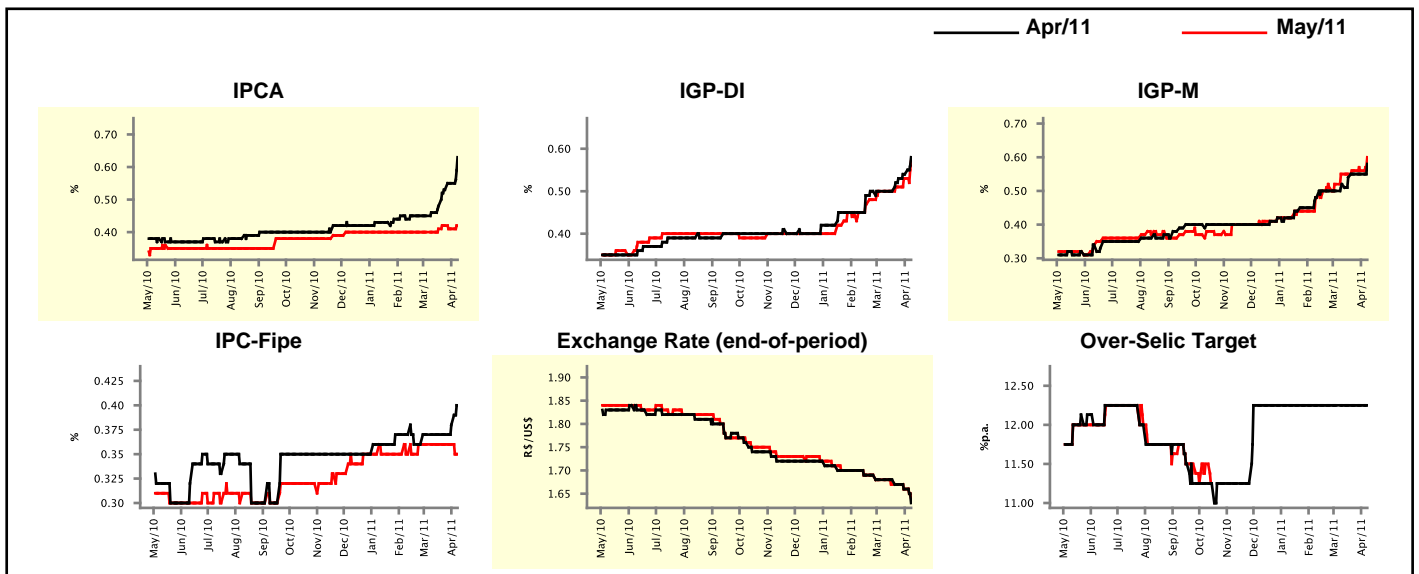 Apr/11 May/11
IPCA
%
0.70
0.60
0.50
0.40
May/10 Jun/10 Jul/10 Aug/10 Sep/10 Oct/10 Nov/10 Dec/10 Jan/11 Feb/11 Mar/11 Apr/11
IGP-DI
%
0.60
0.50
0.40
May/10 Jun/10 Jul/10 Aug/10 Sep/10 Oct/10 Nov/10 Dec/10 Jan/11 Feb/11 Mar/11 Apr/11
IGP-M
%
0.70
0.60
0.50
0.40
0.30
May/10 Jun/10 Jul/10 Aug/10 Sep/10 Oct/10 Nov/10 Dec/10 Jan/11 Feb/11 Mar/11 Apr/11
IPC-Fipe
%
0.425
0.40
0.375
0.35
0.325
0.30
May/10 Jun/10 Jul/10 Aug/10 Sep/10 Oct/10 Nov/10 Dec/10 Jan/11 Feb/11 Mar/11 Apr/11
Exchange Rate (end-of-period)
R$/US$
1.90
1.85
1.80
1.75
1.70
1.65
May/10 Jun/10 Jul/10 Aug/10 Sep/10 Oct/10 Nov/10 Dec/10 Jan/11 Feb/11 Mar/11 Apr/11
Over-Selic Target
%p.a.
12.50
12.00
11.50
11.00
May/10 Jun/10 Jul/10 Aug/10 Sep/10 Oct/10 Nov/10 Dec/10 Jan/11 Feb/11 Mar/11 Apr/11